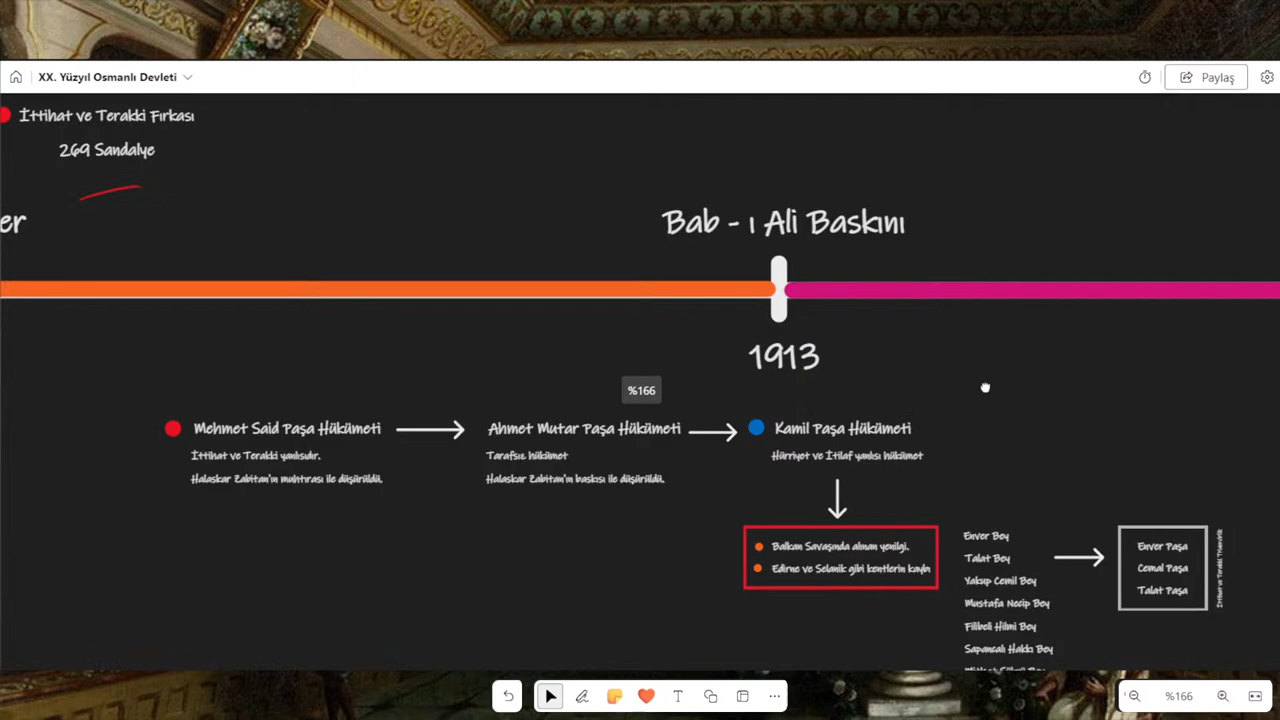 XX. Yüzyıl Osmanlı Devleti
Paylaş
İttihat ve Terakki Fırkası
269 Sandalye
er
Bab - ı Ali Baskını
1913
%166
Mehmet Said Paşa Hükümeti
İttihat ve Terakki yanlısıdır.
Halaskar Zabitan'ın muhtırası ile düşürüldü.
Ahmet Mutar Paşa Hükümeti
Tarafsız hükümet
Halaskar Zabitan'ın baskısı ile düşürüldü.
Kamil Paşa Hükümeti
Hürriyet ve İtilaf yanlısı hükümet
Balkan Savaşında alınan yenilgi.
Edirne ve Selanik gibi kentlerin kaybı
Enver Bey
Talat Bey
Yakup Cemil Bey
Mustafa Necip Bey
Filibeli Hilmi Bey
Sapancalı Hakkı Bey
Enver Paşa
Cemal Paşa
Talat Paşa
%166